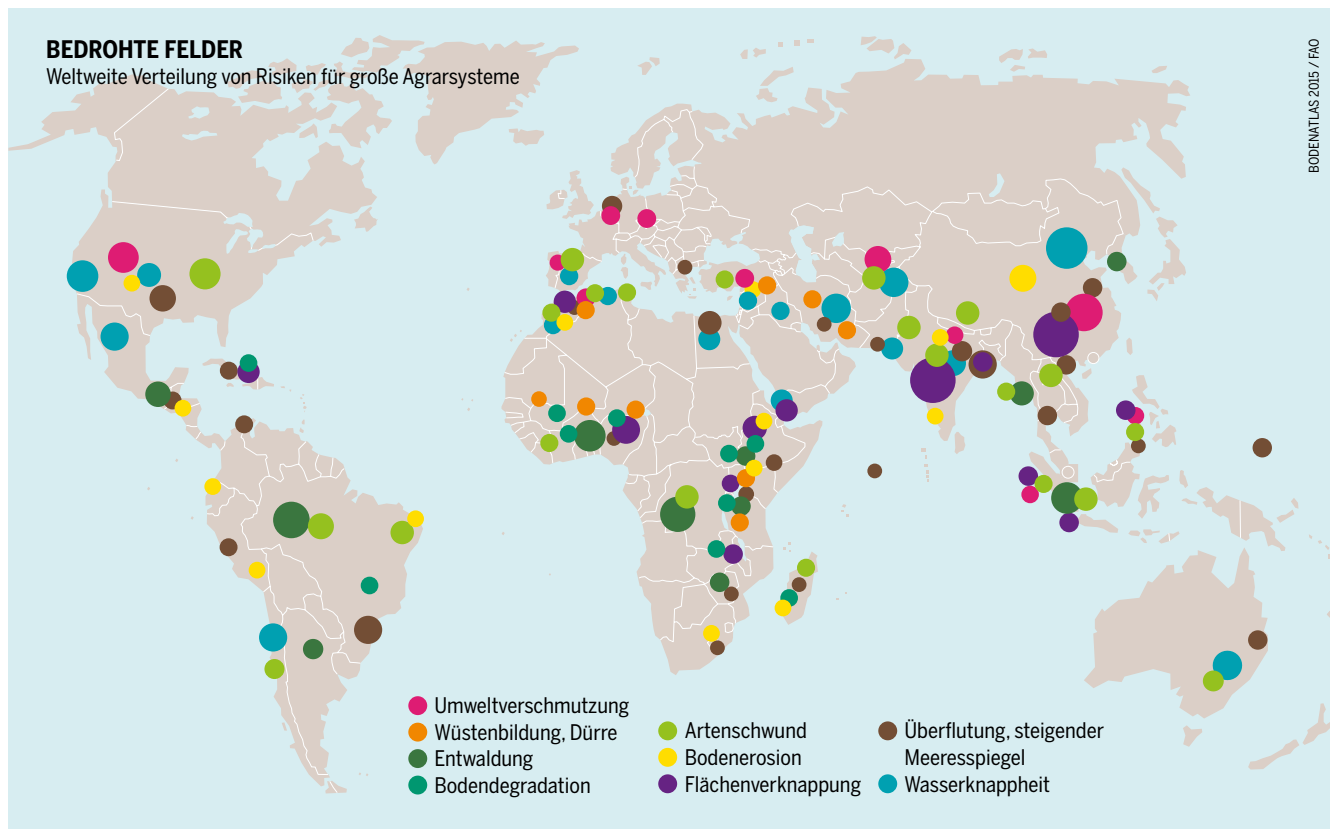 BEDROHTE FELDER
Weltweite Verteilung von Risiken für große Agrarsysteme
BODENATLAS 2015 / FAO
Umweltverschmutzung
Wüstenbildung, Dürre
Entwaldung
Bodendegradation
Artenschwund
Bodenerosion
Flächenverknappung
Überflutung, steigender
Meeresspiegel
Wasserknappheit